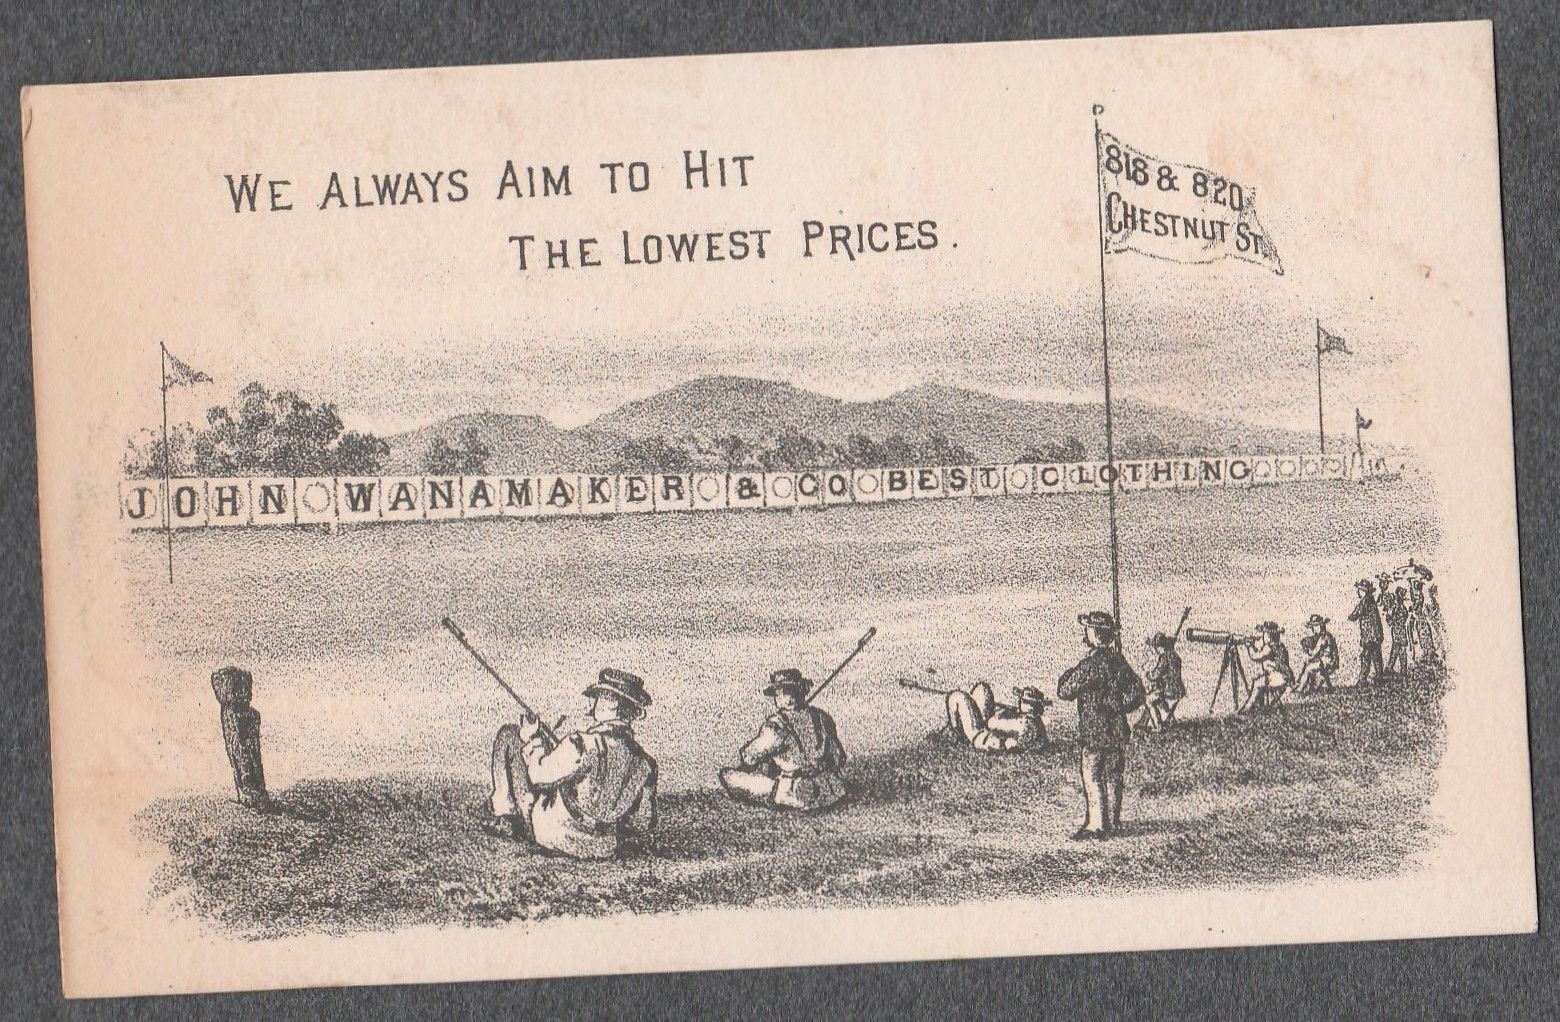 We Always Aim to Hit
The Lowest Prices.
818 & 820
Chestnut St.
JOHN WANAMAKER & CO BEST CLOTHING